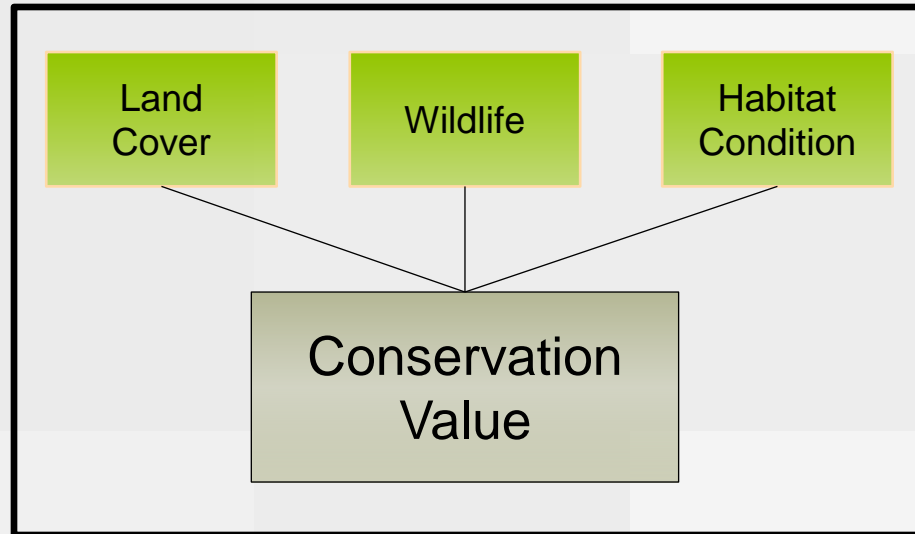 Land
Cover
Wildlife
Habitat
Condition
Conservation
Value